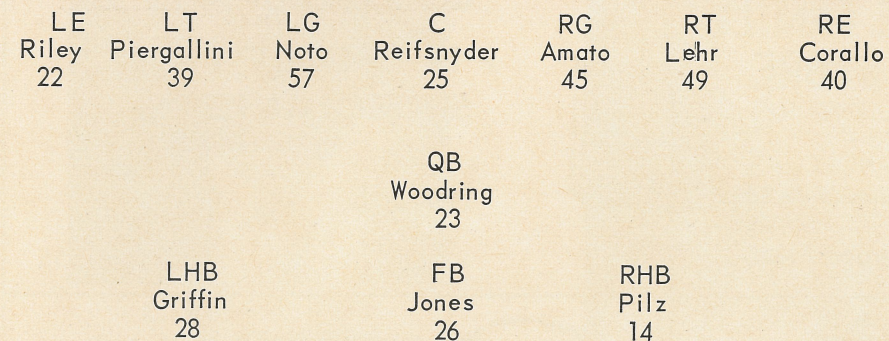 LE LT LG C RG RT RE
Riley Piergallini Noto Reifsnyder Amato Lehr Corallo
22 39 57 25 45 49 40
QB
Woodring
23
LHB FB RHB
Griffin Jones Pilz
28 26 14